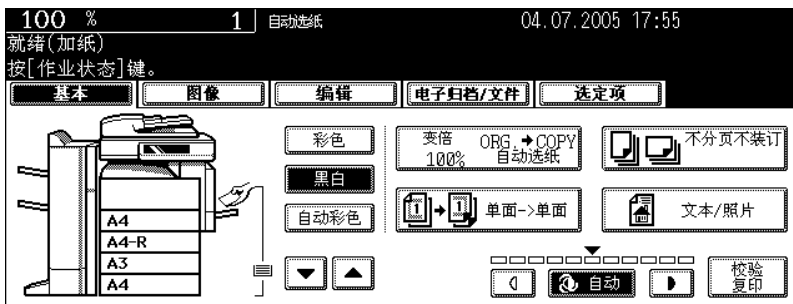 100 % 1 自动选纸 04.07.2005 17:55
就绪(加纸)
按[作业状态]键。
基本 图像 编辑 电子归档/文件 选定项
彩色
黑白
自动彩色
变倍 ORG.→COPY
100% 自动选纸
不分页不装订
1→1 单面->单面
文本/照片
A4
A4-R
A3
A4
自动
校验
复印